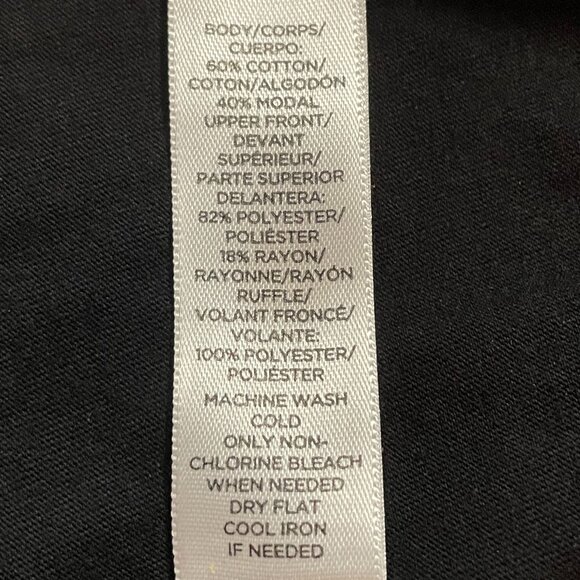 BODY/CORPS/
CUERPO:
60% COTTON/
COTON/ALGODÓN
40% MODAL
UPPER FRONT/
DEVANT
SUPÉRIEUR/
PARTE SUPERIOR
DELANTERA:
82% POLYESTER/
POLIÉSTER
18% RAYON/
RAYONNE/RAYÓN
RUFFLE/
VOLANT FRONCÉ/
VOLANTE:
100% POLYESTER/
POLIÉSTER
MACHINE WASH
COLD
ONLY NON-
CHLORINE BLEACH
WHEN NEEDED
DRY FLAT
COOL IRON
IF NEEDED